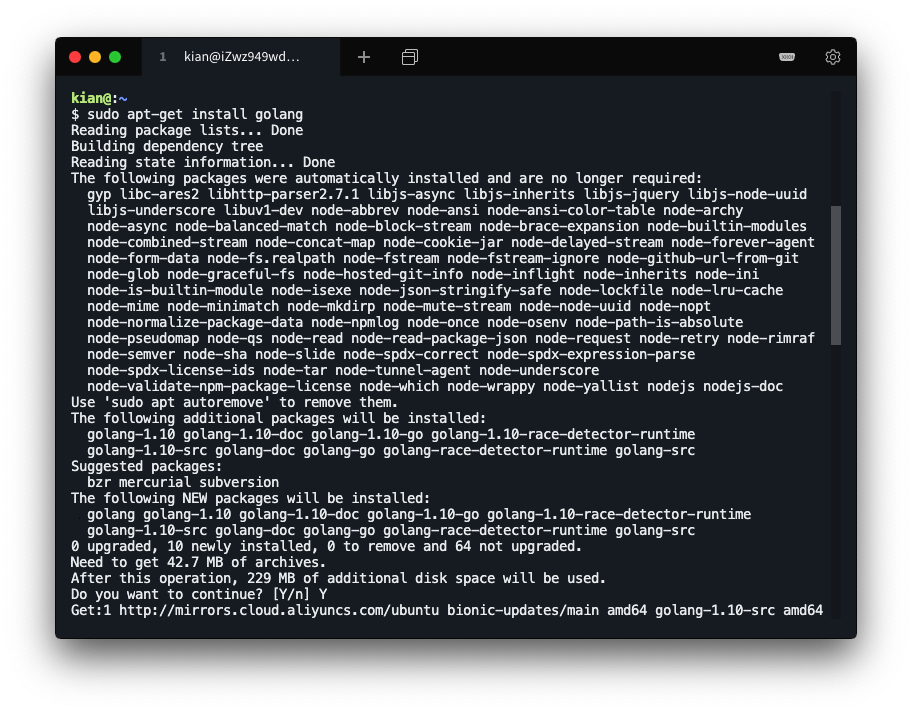 1 kian@iZwz949wd...
kian@:~
$ sudo apt-get install golang
Reading package lists... Done
Building dependency tree
Reading state information... Done
The following packages were automatically installed and are no longer required:
gyp libc-ares2 libhttp-parser2.7.1 libjs-async libjs-inherits libjs-jquery libjs-node-uuid
libjs-underscore libuv1-dev node-abbrev node-ansi node-ansi-color-table node-archy
node-async node-balanced-match node-block-stream node-brace-expansion node-builtin-modules
node-combined-stream node-concat-map node-cookie-jar node-delayed-stream node-forever-agent
node-form-data node-fs.realpath node-fstream node-fstream-ignore node-github-url-from-git
node-glob node-graceful-fs node-hosted-git-info node-inflight node-inherits node-ini
node-is-builtin-module node-isexe node-json-stringify-safe node-lockfile node-lru-cache
node-mime node-minimatch node-mkdirp node-mute-stream node-node-uuid node-nopt
node-normalize-package-data node-npmlog node-once node-osenv node-path-is-absolute
node-pseudomap node-qs node-read node-read-package-json node-request node-retry node-rimraf
node-semver node-sha node-slide node-spdx-correct node-spdx-expression-parse
node-spdx-license-ids node-tar node-tunnel-agent node-underscore
node-validate-npm-package-license node-which node-wrappy node-yallist nodejs nodejs-doc
Use 'sudo apt autoremove' to remove them.
The following additional packages will be installed:
golang-1.10 golang-1.10-doc golang-1.10-go golang-1.10-race-detector-runtime
golang-1.10-src golang-doc golang-go golang-race-detector-runtime golang-src
Suggested packages:
bzr mercurial subversion
The following NEW packages will be installed:
golang golang-1.10 golang-1.10-doc golang-1.10-go golang-1.10-race-detector-runtime
golang-1.10-src golang-doc golang-go golang-race-detector-runtime golang-src
0 upgraded, 10 newly installed, 0 to remove and 64 not upgraded.
Need to get 42.7 MB of archives.
After this operation, 229 MB of additional disk space will be used.
Do you want to continue? [Y/n] Y
Get:1 http://mirrors.cloud.aliyuncs.com/ubuntu bionic-updates/main amd64 golang-1.10-src amd64